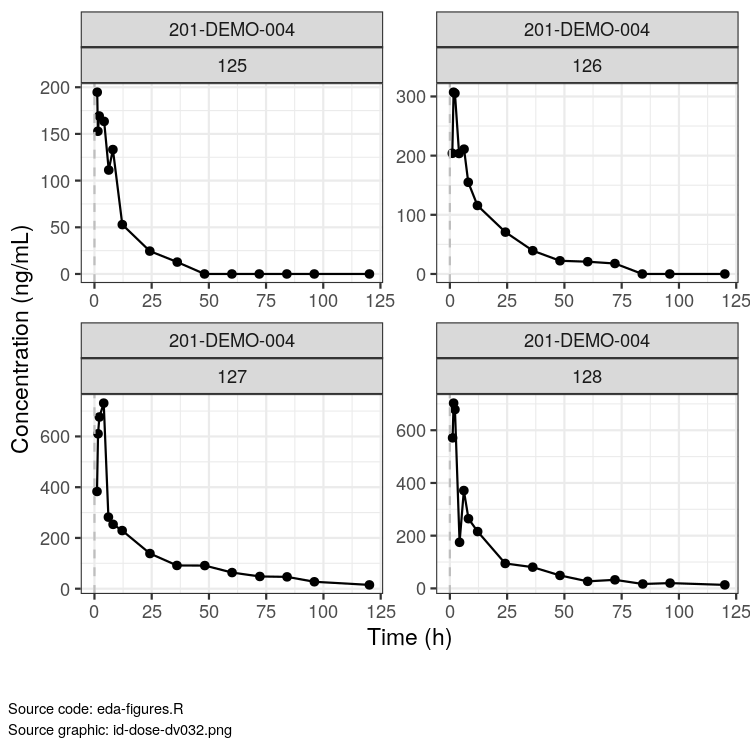 201-DEMO-004
125
200
150
100
50
0
0 25 50 75 100 125
201-DEMO-004
126
300
200
100
0
0 25 50 75 100 125
Concentration (ng/mL)
201-DEMO-004
127
600
400
200
0
0 25 50 75 100 125
201-DEMO-004
128
600
400
200
0
0 25 50 75 100 125
Time (h)
Source code: eda-figures.R
Source graphic: id-dose-dv032.png